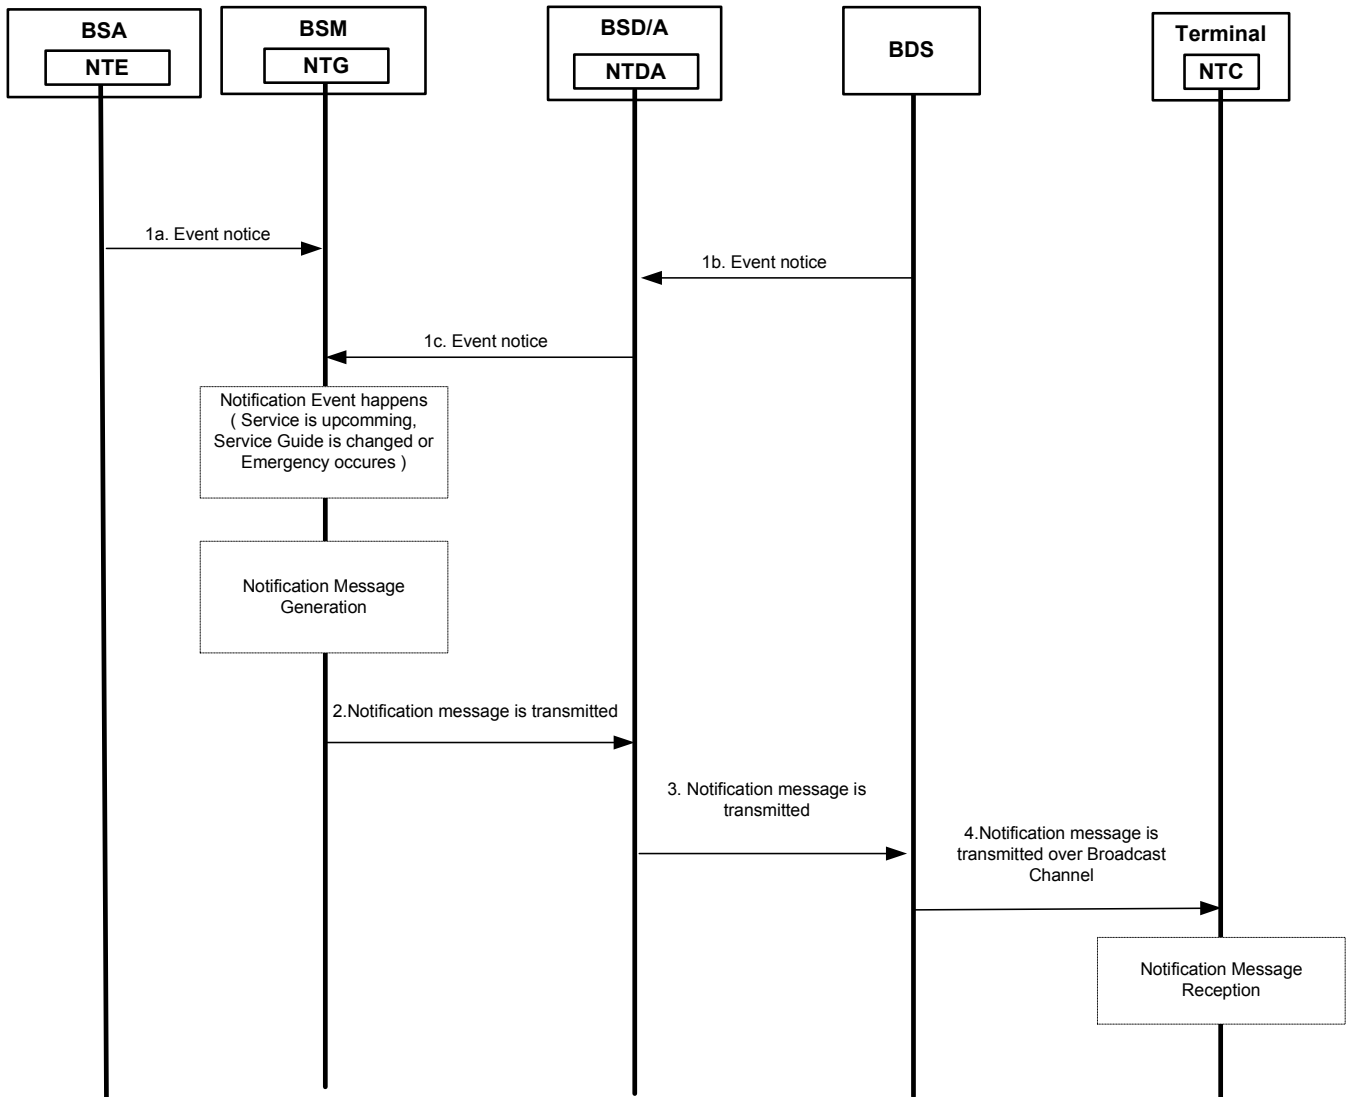 BSA
NTE
BSM
NTG
BSD/A
NTDA
BDS
Terminal
NTC
1a. Event notice
1b. Event notice
1c. Event notice
Notification Event happens
( Service is upcomming,
Service Guide is changed or
Emergency occures )
Notification Message
Generation
2.Notification message is transmitted
3. Notification message is
transmitted
4.Notification message is
transmitted over Broadcast
Channel
Notification Message
Reception